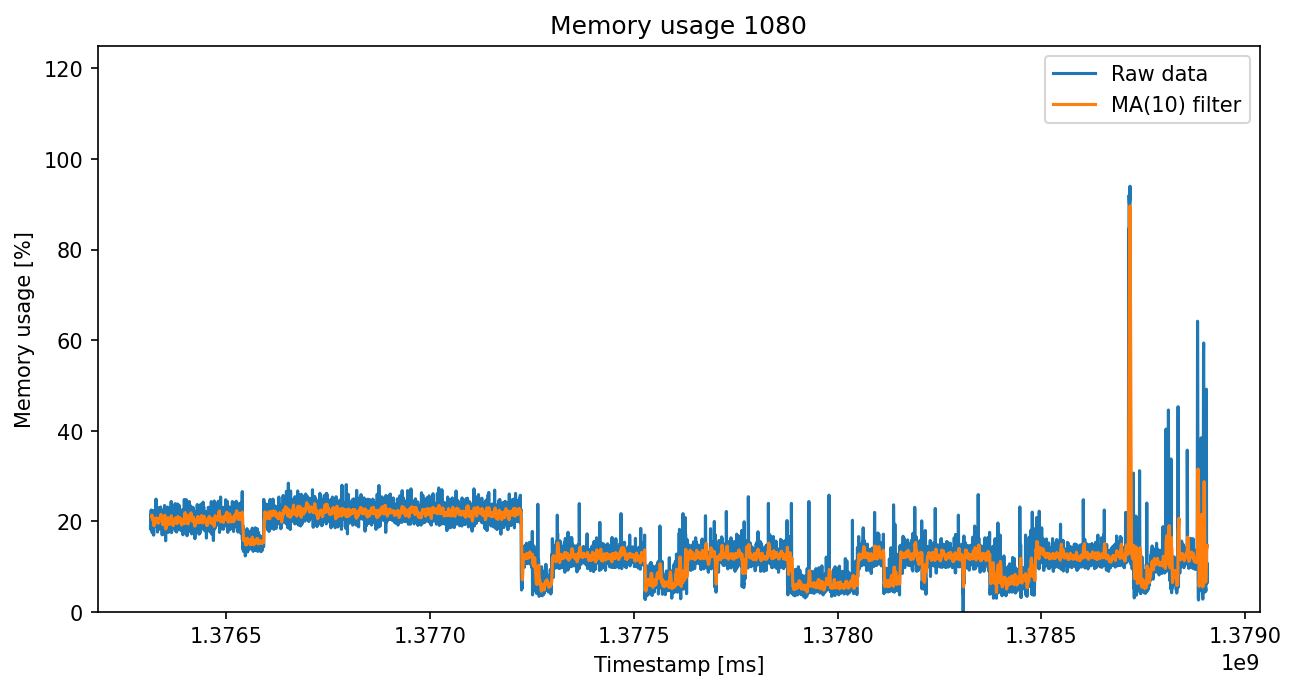 Memory usage 1080
Raw data
MA(10) filter
Memory usage [%]
120
100
80
60
40
20
0
1.3765 1.3770 1.3775 1.3780 1.3785 1.3790
1e9
Timestamp [ms]